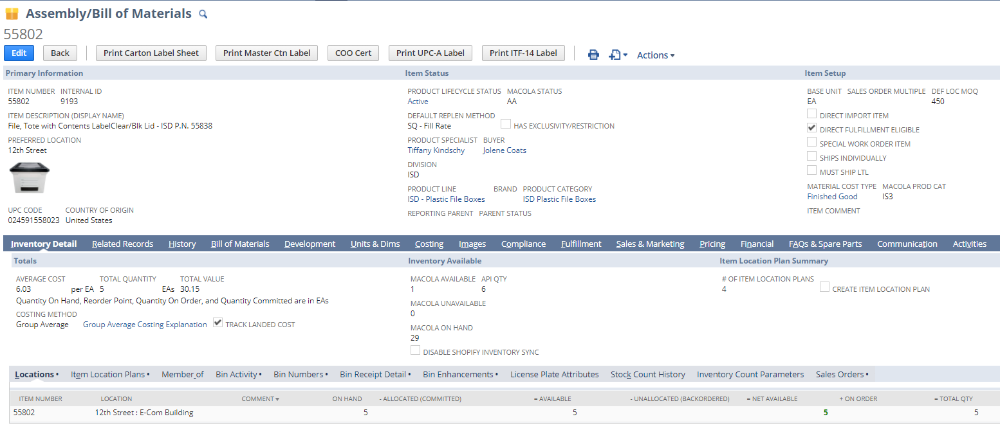 Assembly/Bill of Materials
55802
Edit Back Print Carton Label Sheet Print Master Ctn Label COO Cert Print UPC-A Label Print ITF-14 Label Actions
Primary Information
ITEM NUMBER INTERNAL ID
55802 9193
ITEM DESCRIPTION (DISPLAY NAME)
File, Tote with Contents LabelClear/Blk Lid - ISD P.N. 55838
PREFERRED LOCATION
12th Street
UPC CODE COUNTRY OF ORIGIN
024591558023 United States
Item Status
PRODUCT LIFECYCLE STATUS MACOLA STATUS
Active AA
DEFAULT REPLEN METHOD
SQ - Fill Rate HAS EXCLUSIVITY/RESTRICTION
PRODUCT SPECIALIST BUYER
Tiffany Kindschy Jolene Coats
DIVISION
ISD
PRODUCT LINE BRAND PRODUCT CATEGORY
ISD - Plastic File Boxes ISD Plastic File Boxes
REPORTING PARENT PARENT STATUS
Item Setup
BASE UNIT SALES ORDER MULTIPLE DEF LOC MOQ
EA 450
DIRECT IMPORT ITEM
DIRECT FULFILLMENT ELIGIBLE
SPECIAL WORK ORDER ITEM
SHIPS INDIVIDUALLY
MUST SHIP LTL
MATERIAL COST TYPE MACOLA PROD CAT
Finished Good IS3
ITEM COMMENT
Inventory Detail Related Records History Bill of Materials Development Units & Dims Costing Images Compliance Fulfillment Sales & Marketing Pricing Financial FAQs & Spare Parts Communication Activities
Totals
AVERAGE COST TOTAL QUANTITY TOTAL VALUE
6.03 per EA 5 EAs 30.15
Quantity On Hand, Reorder Point, Quantity On Order, and Quantity Committed are in EAs
COSTING METHOD
Group Average Group Average Costing Explanation TRACK LANDED COST
Inventory Available
MACOLA AVAILABLE API QTY
1 6
MACOLA UNAVAILABLE
0
MACOLA ON HAND
29
DISABLE SHOPIFY INVENTORY SYNC
Item Location Plan Summary
# OF ITEM LOCATION PLANS
4 CREATE ITEM LOCATION PLAN
Locations • Item Location Plans • Member of Bin Activity • Bin Numbers • Bin Receipt Detail • Bin Enhancements • License Plate Attributes Stock Count History Inventory Count Parameters Sales Orders •
ITEM NUMBER LOCATION COMMENT ON HAND - ALLOCATED (COMMITTED) = AVAILABLE - UNALLOCATED (BACKORDERED) = NET AVAILABLE + ON ORDER = TOTAL QTY
55802 12th Street : E-Com Building 5 5 5 5